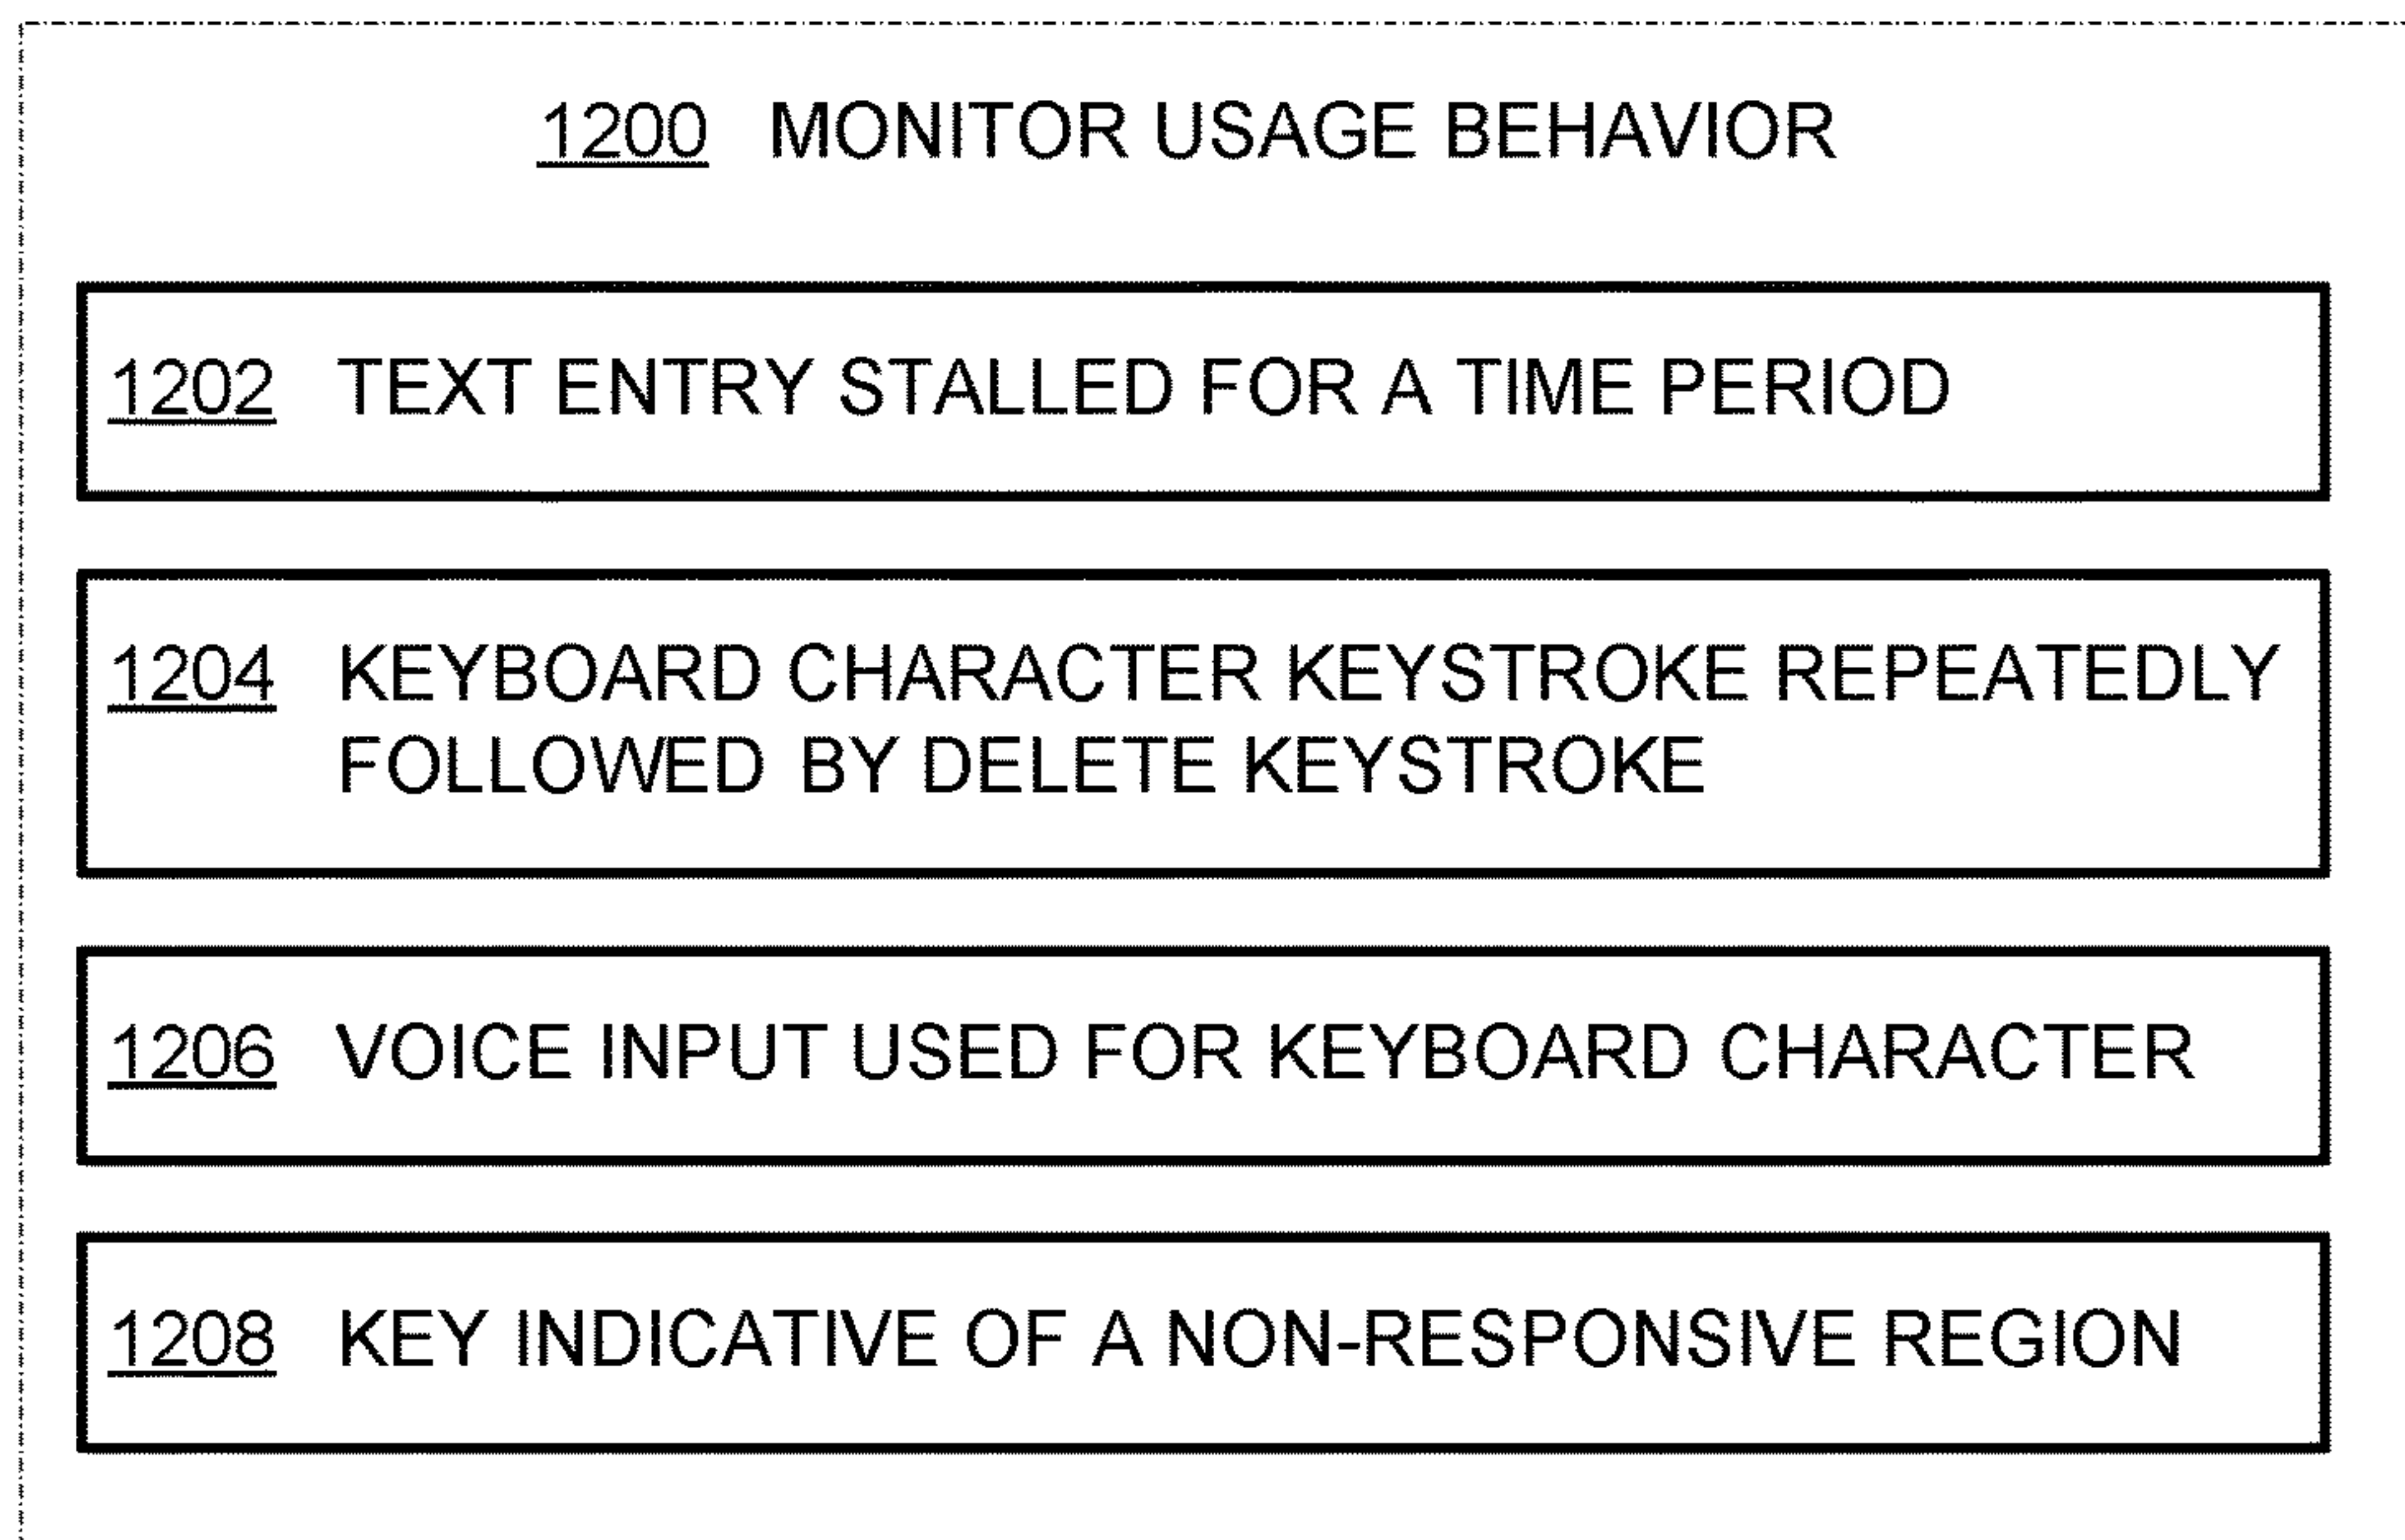 1200 MONITOR USAGE BEHAVIOR
1202 TEXT ENTRY STALLED FOR A TIME PERIOD
1204 KEYBOARD CHARACTER KEYSTROKE REPEATEDLY
FOLLOWED BY DELETE KEYSTROKE
1206 VOICE INPUT USED FOR KEYBOARD CHARACTER
1208 KEY INDICATIVE OF A NON-RESPONSIVE REGION